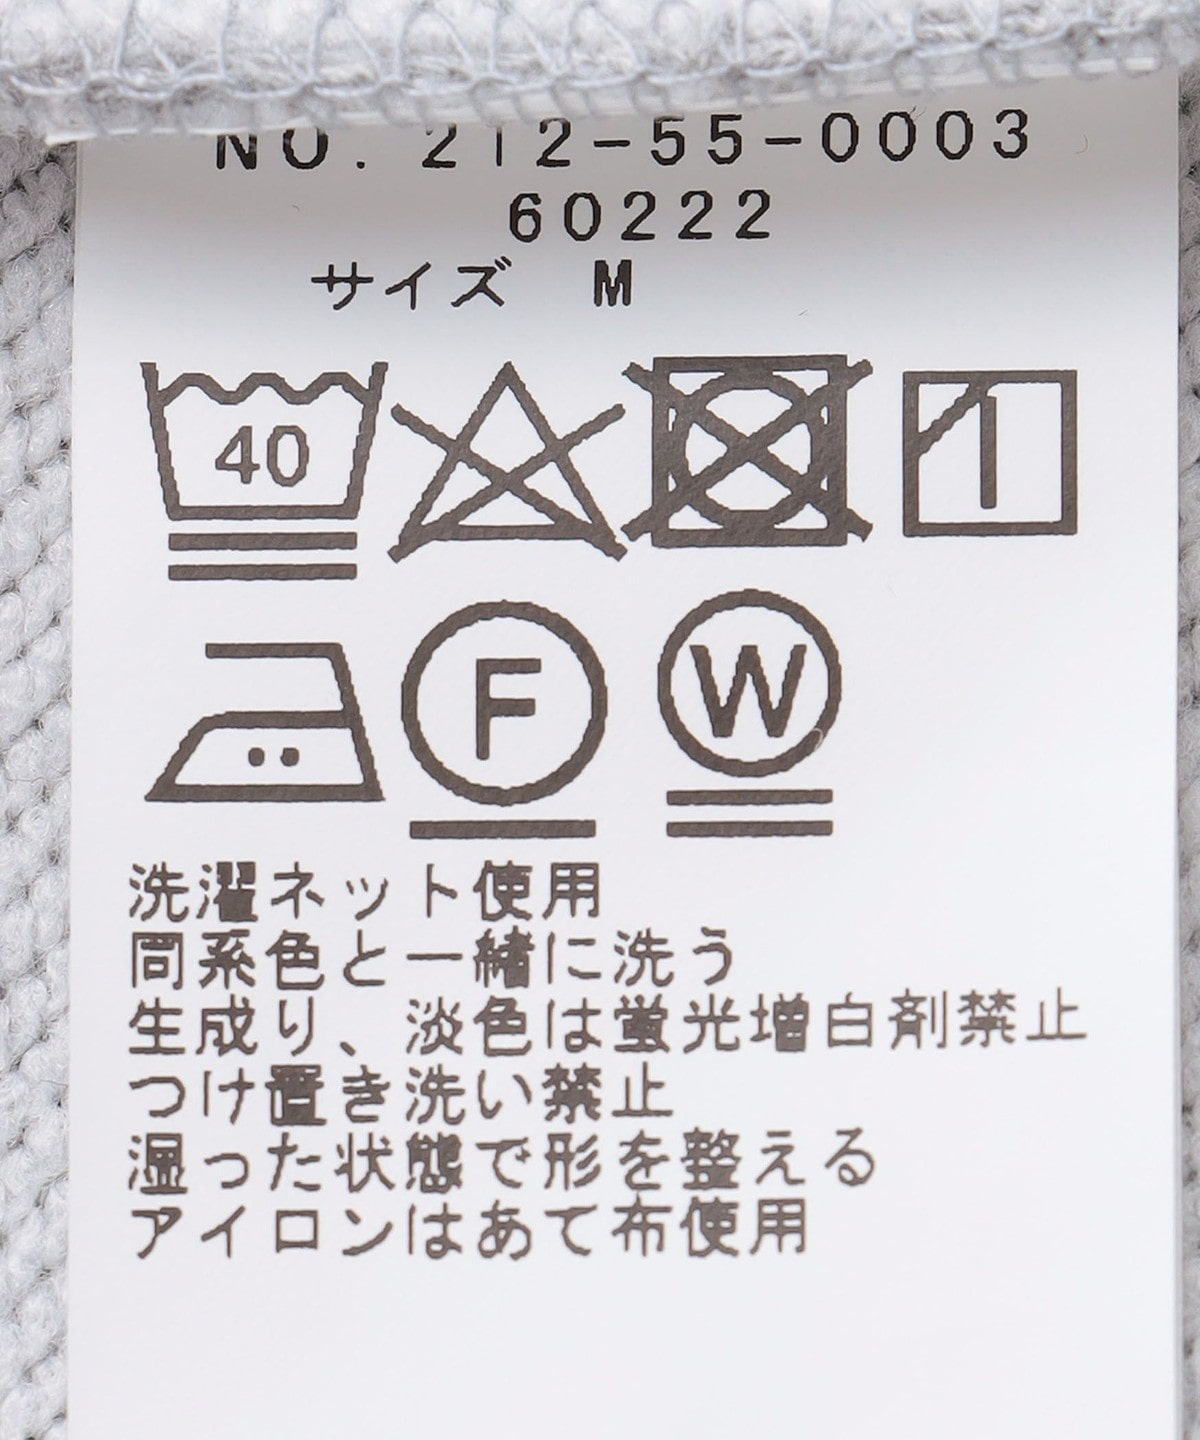 NO. 212-55-0003
60222
サイズ M
40
F W
洗濯ネット使用
同系色と一緒に洗う
生成り、淡色は蛍光増白剤禁止
つけ置き洗い禁止
湿った状態で形を整える
アイロンはあて布使用